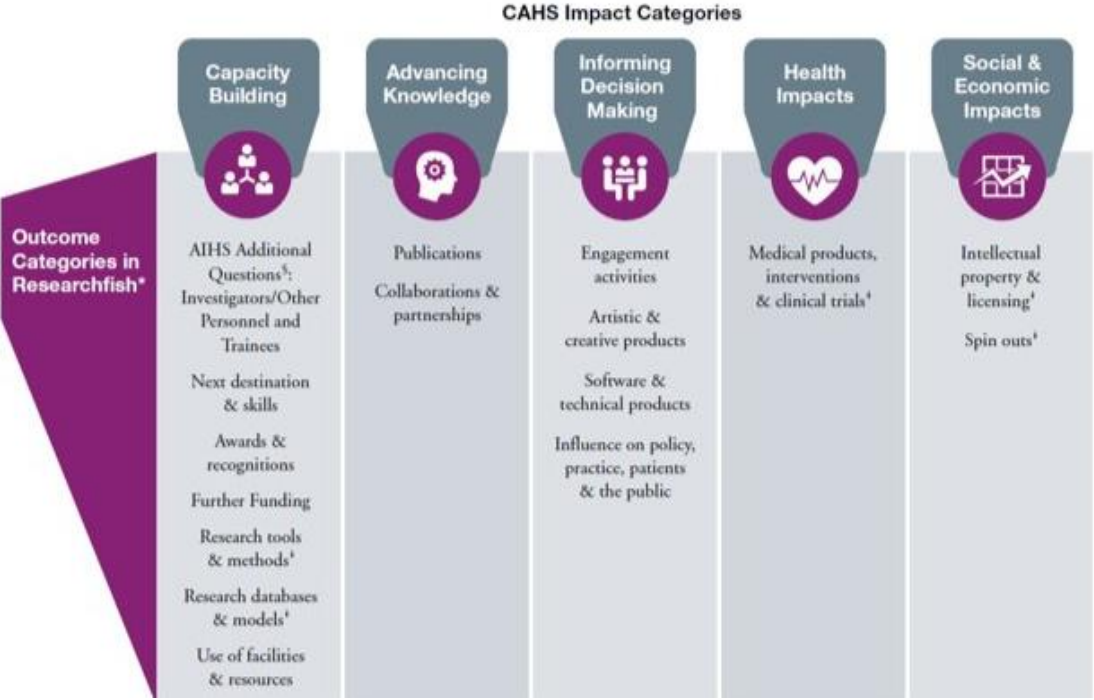 CAHS Impact Categories
Capacity
Building
Advancing
Knowledge
Informing
Decision
Making
Health
Impacts
Social &
Economic
Impacts
Outcome
Categories in
Researchfish*
AIHS Additional
Questions§:
Investigators/Other
Personnel and
Trainees
Next destination
& skills
Awards &
recognitions
Further Funding
Research tools
& methods‡
Research databases
& models‡
Use of facilities
& resources
Publications
Collaborations &
partnerships
Engagement
activities
Artistic &
creative products
Software &
technical products
Influence on policy,
practice, patients
& the public
Medical products,
interventions
& clinical trials‡
Intellectual
property &
licensing‡
Spin outs‡